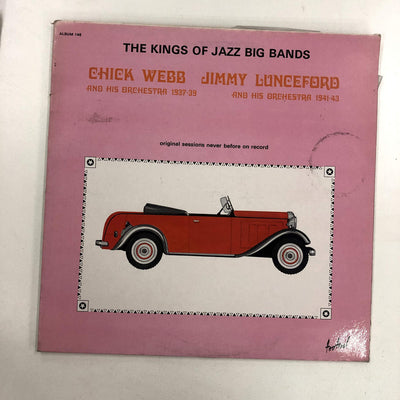 ALBUM 148
THE KINGS OF JAZZ BIG BANDS
CHICK WEBB JIMMY LUNCEFORD
AND HIS ORCHESTRA 1937-39 AND HIS ORCHESTRA 1941-43
original sessions never before on record